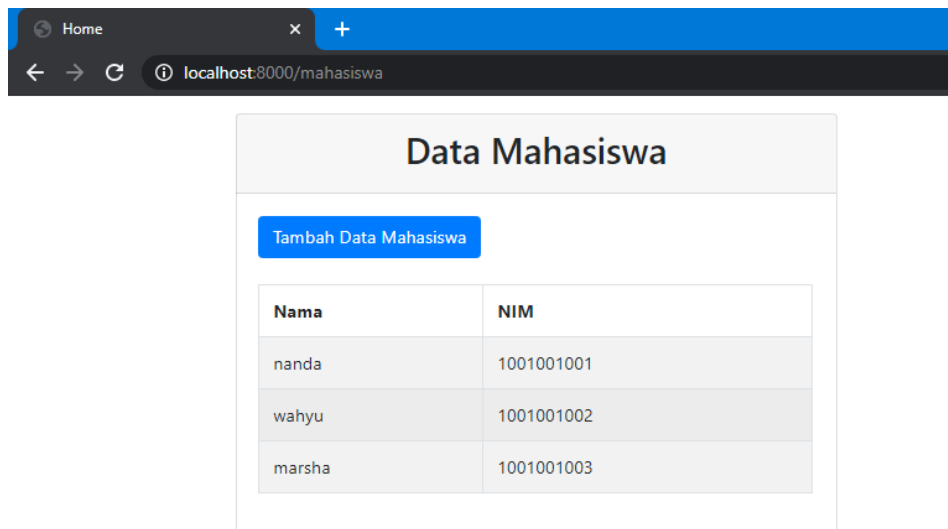 Home
localhost:8000/mahasiswa
Data Mahasiswa
Tambah Data Mahasiswa
Nama NIM
nanda 1001001001
wahyu 1001001002
marsha 1001001003